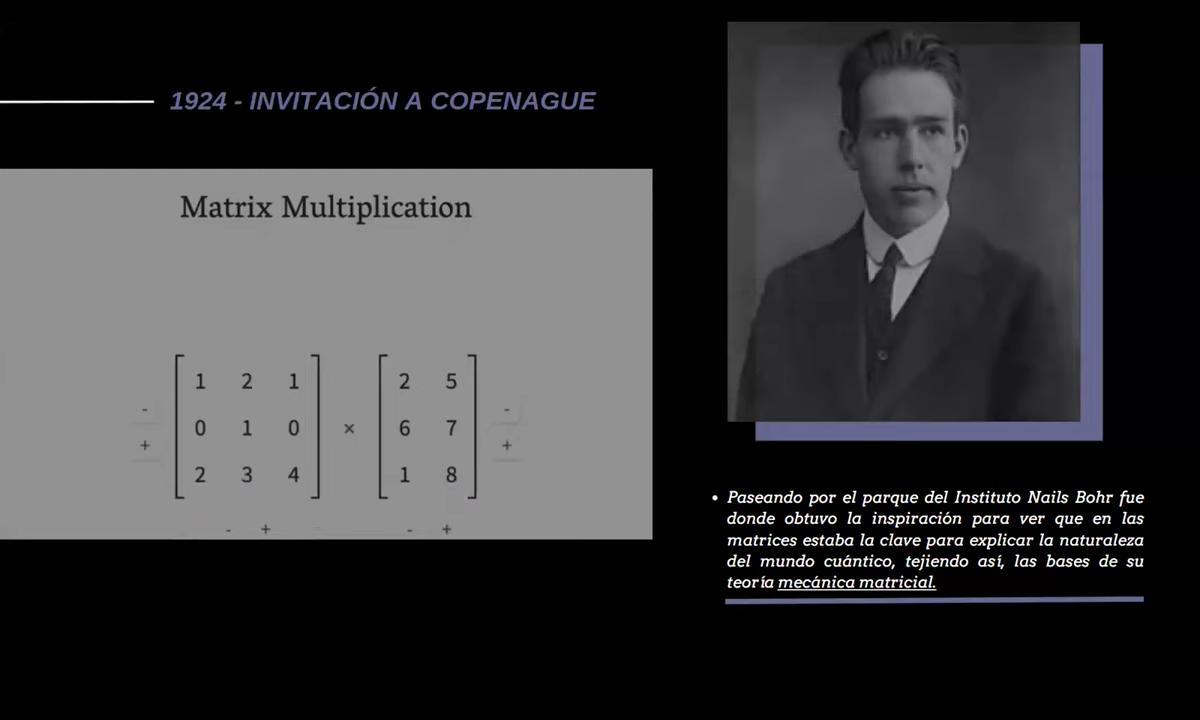 1924 - INVITACIÓN A COPENAGUE
Matrix Multiplication
1 2 1
0 1 0
2 3 4
×
2 5
6 7
1 8
-
+
-
+
- +
- +
• Paseando por el parque del Instituto Nails Bohr fue
donde obtuvo la inspiración para ver que en las
matrices estaba la clave para explicar la naturaleza
del mundo cuántico, tejiendo así, las bases de su
teoría mecánica matricial.